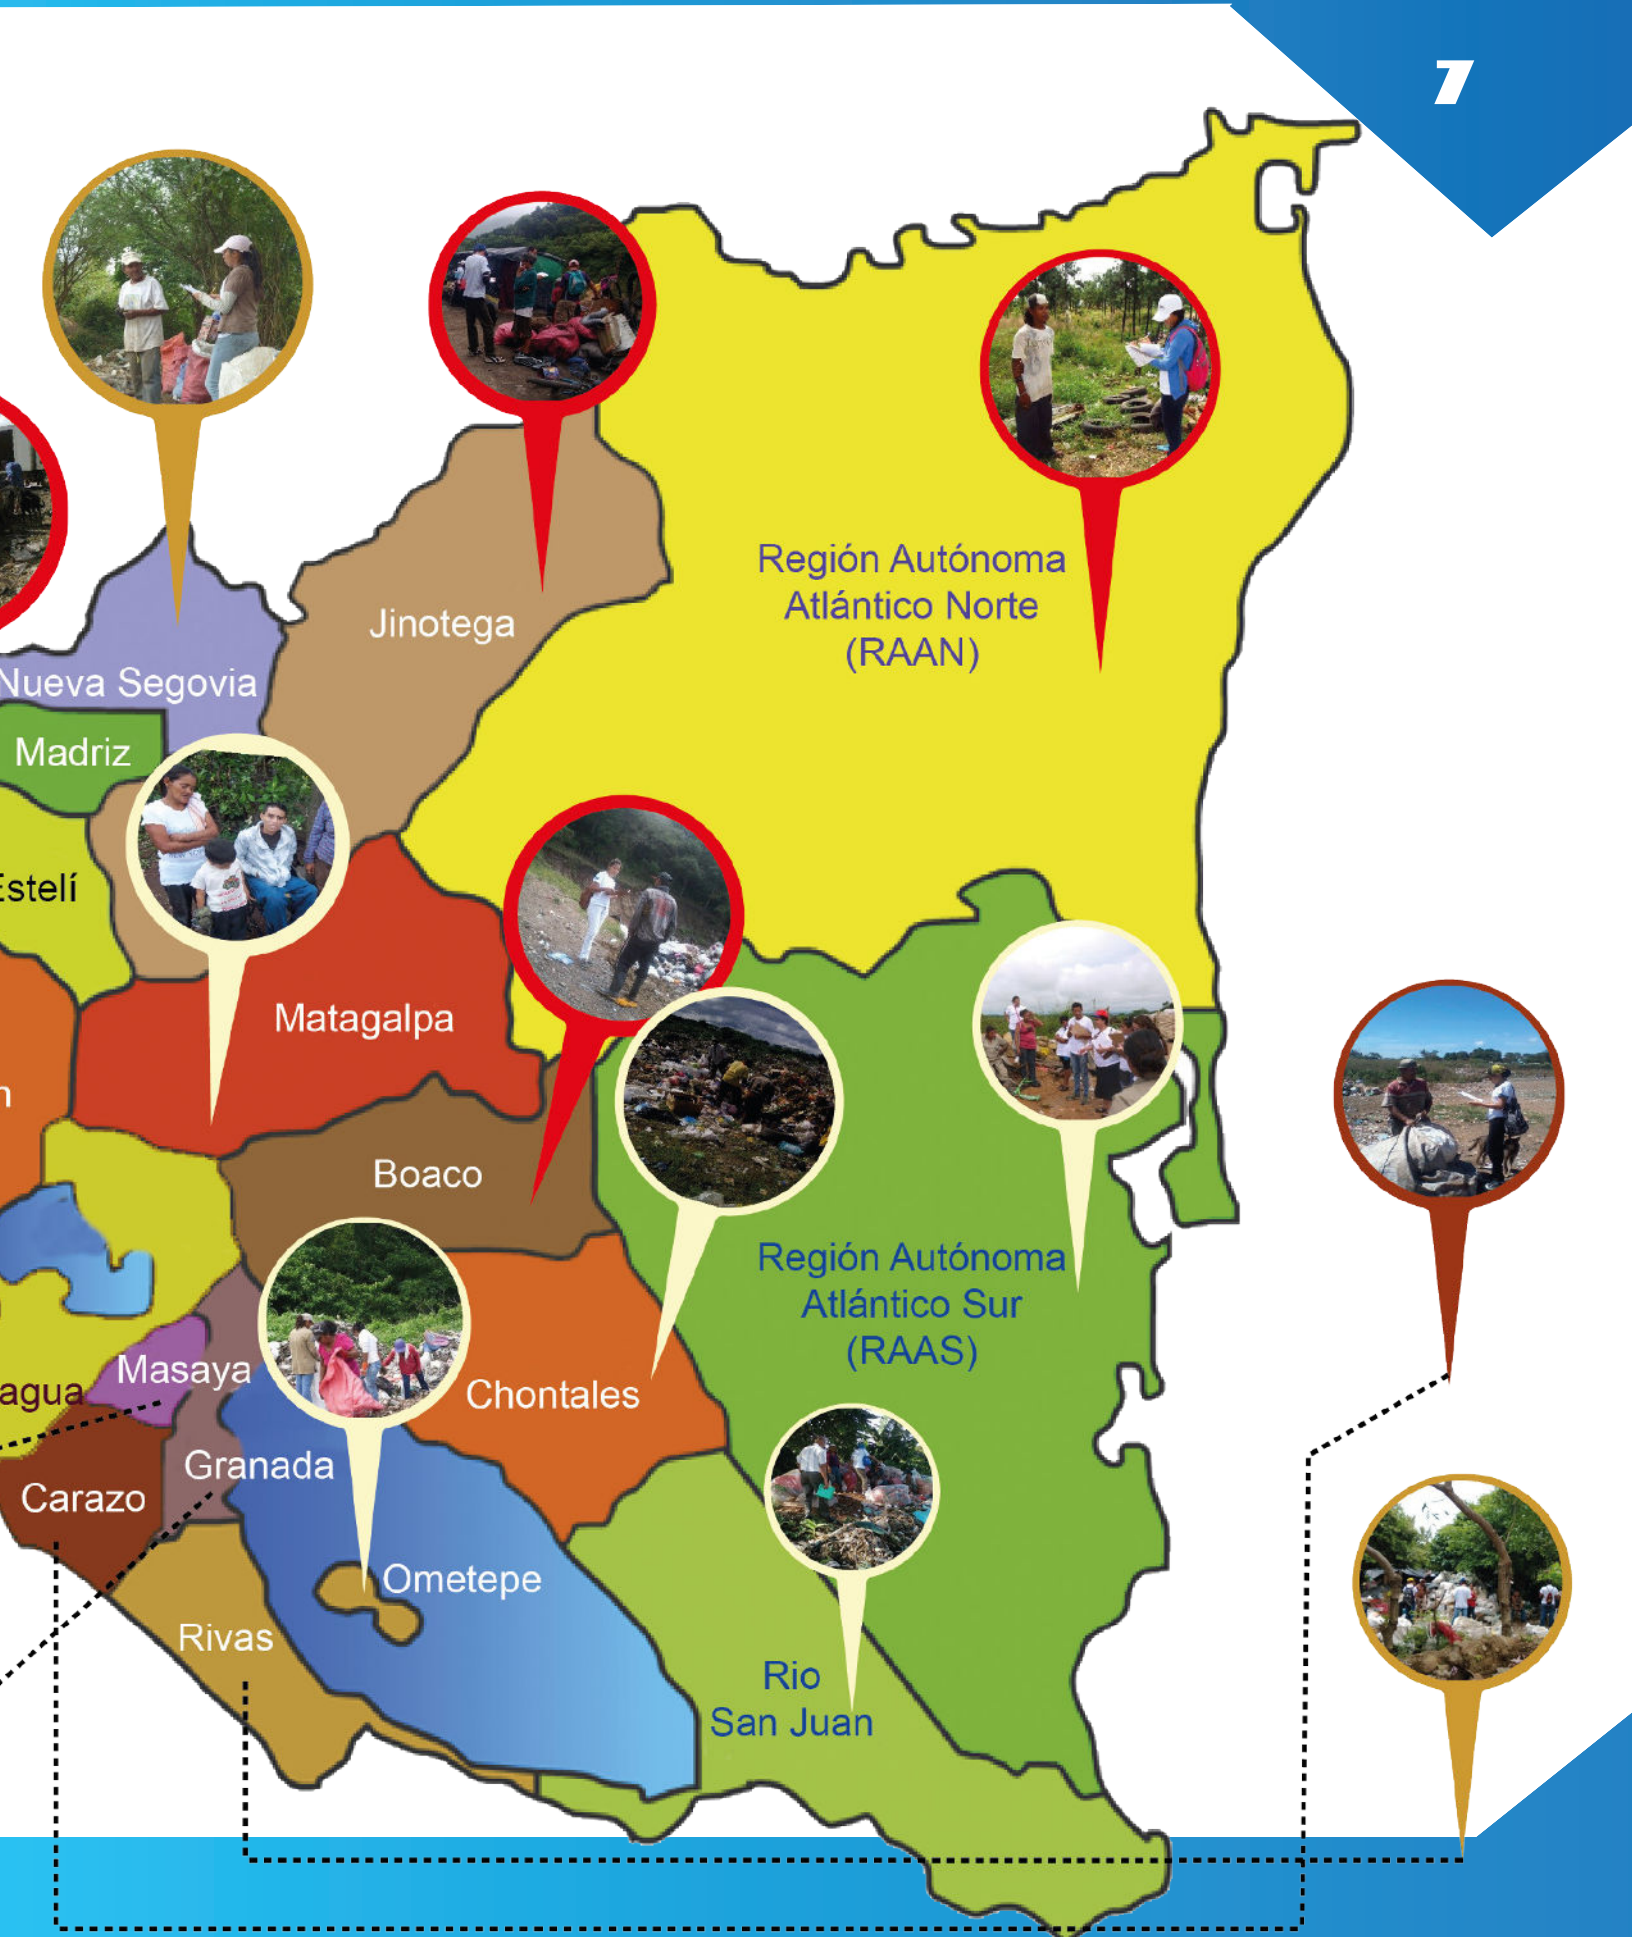 7
Región Autónoma
Atlántico Norte
(RAAN)
Jinotega
Nueva Segovia
Madriz
Estelí
Matagalpa
Boaco
Región Autónoma
Atlántico Sur
(RAAS)
Masaya
agua
Chontales
Granada
Carazo
Ometepe
Rivas
Rio
San Juan